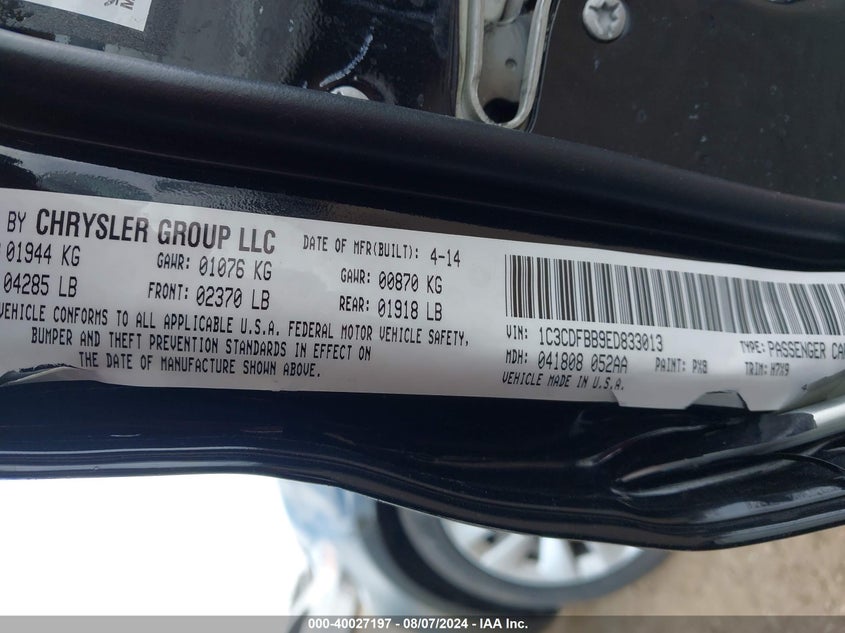 BY CHRYSLER GROUP LLC
DATE OF MFR(BUILT): 4-14
01944 KG GAWR: 01076 KG GAWR: 00870 KG
04285 LB FRONT: 02370 LB REAR: 01918 LB
VEHICLE CONFORMS TO ALL APPLICABLE U.S.A. FEDERAL MOTOR VEHICLE SAFETY,
BUMPER AND THEFT PREVENTION STANDARDS IN EFFECT ON
THE DATE OF MANUFACTURE SHOWN ABOVE.
VIN: 1C3CDFBB9ED833013 TYPE: PASSENGER CAR
MDH: 041808 052AA PAINT: PX8 TRIM: H7X9
VEHICLE MADE IN U.S.A.
000-40027197 - 08/07/2024 - IAA Inc.